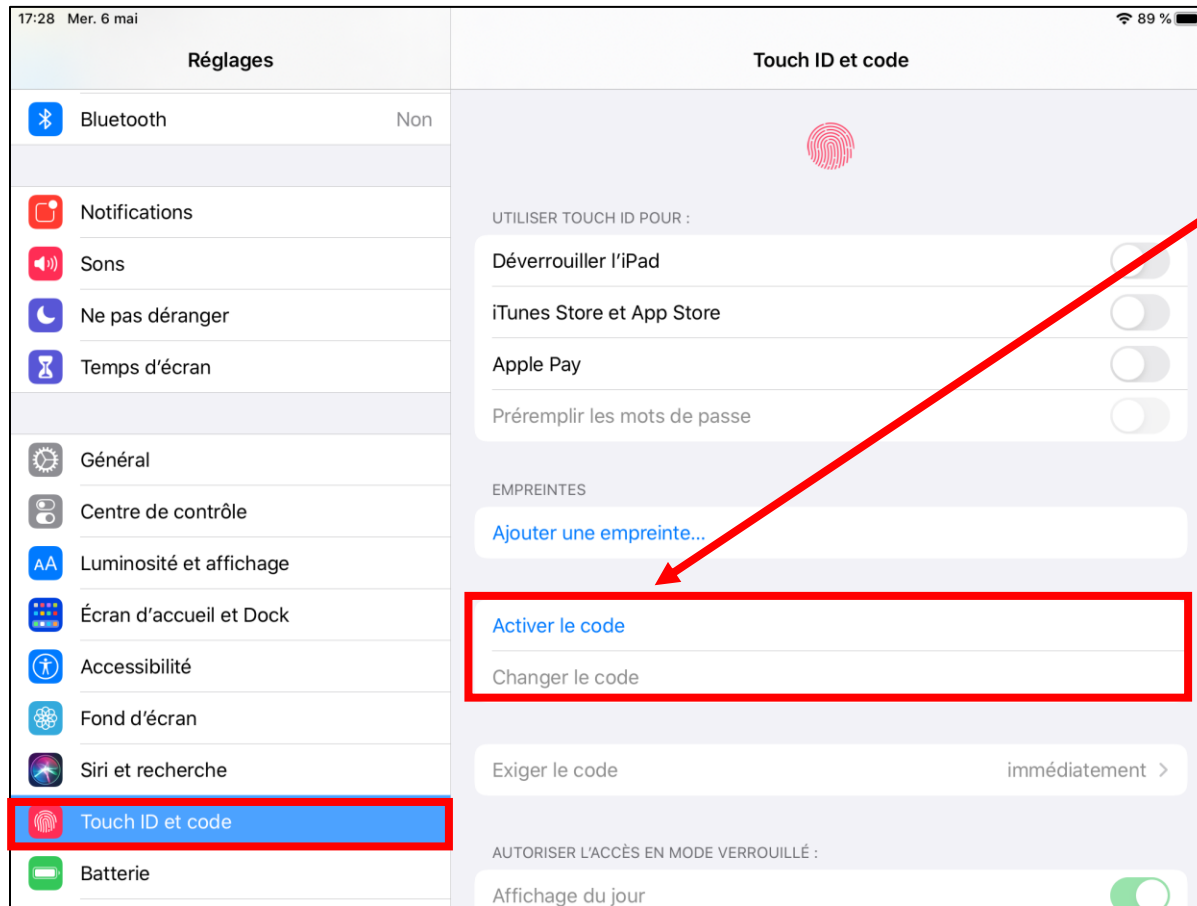 17:28 Mer. 6 mai
89 %
Réglages
Touch ID et code
Bluetooth
Non
Notifications
Sons
Ne pas déranger
Temps d’écran
Général
Centre de contrôle
AA
Luminosité et affichage
Écran d’accueil et Dock
Accessibilité
Fond d’écran
Siri et recherche
Touch ID et code
Batterie
UTILISER TOUCH ID POUR :
Déverrouiller l’iPad
iTunes Store et App Store
Apple Pay
Préremplir les mots de passe
EMPREINTES
Ajouter une empreinte...
Activer le code
Changer le code
Exiger le code
immédiatement
AUTORISER L’ACCÈS EN MODE VERROUILLÉ :
Affichage du jour